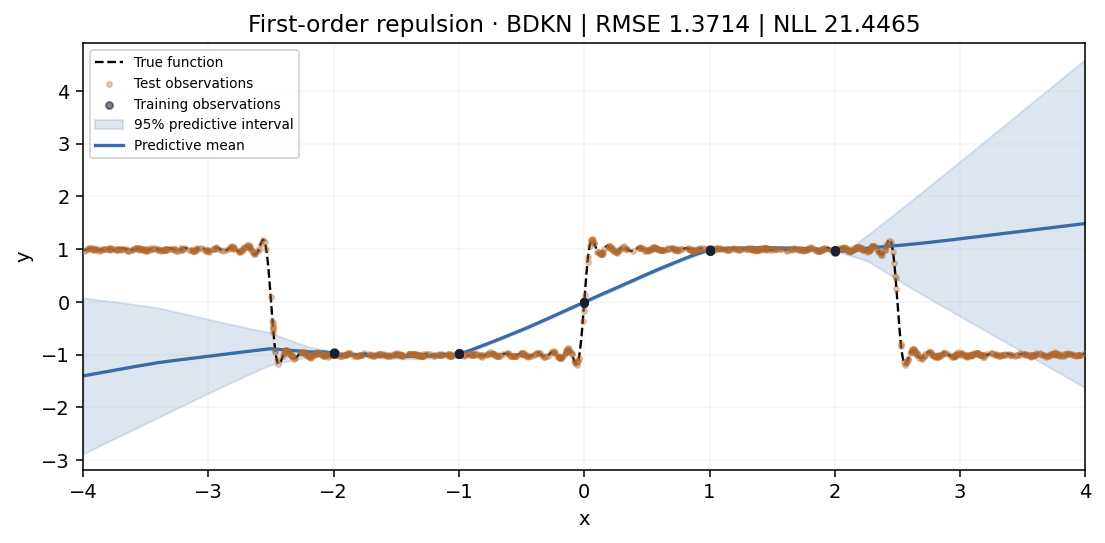 First-order repulsion · BDKN | RMSE 1.3714 | NLL 21.4465
True function
Test observations
Training observations
95% predictive interval
Predictive mean
y
4
3
2
1
0
−1
−2
−3
−4 −3 −2 −1 0 1 2 3 4
x